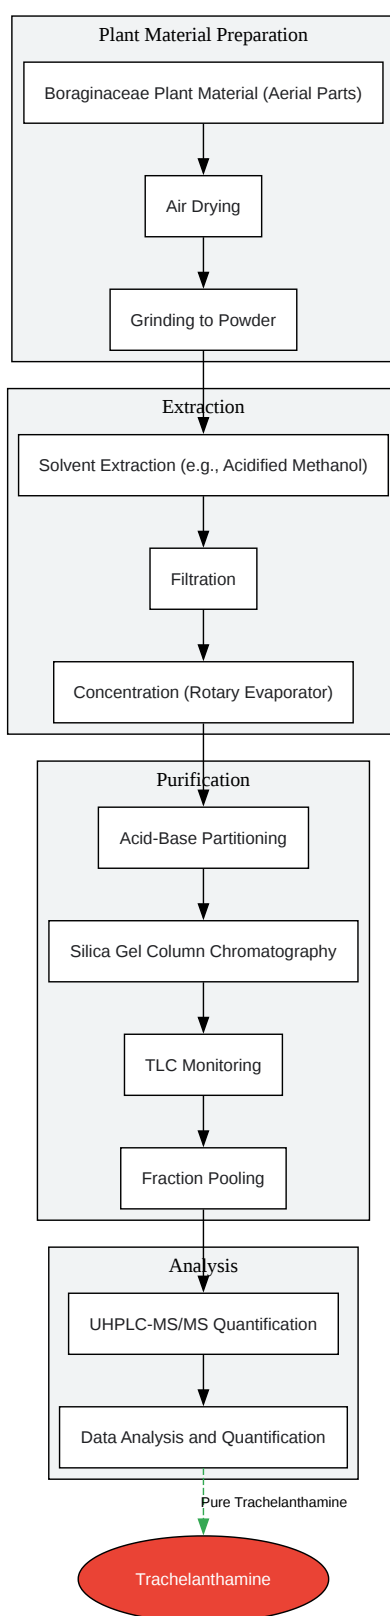 Plant Material Preparation
Boraginaceae Plant Material (Aerial Parts)
Air Drying
Grinding to Powder
Extraction
Solvent Extraction (e.g., Acidified Methanol)
Filtration
Concentration (Rotary Evaporator)
Purification
Acid-Base Partitioning
Silica Gel Column Chromatography
TLC Monitoring
Fraction Pooling
Analysis
UHPLC-MS/MS Quantification
Data Analysis and Quantification
Pure Trachelanthamine
Trachelanthamine